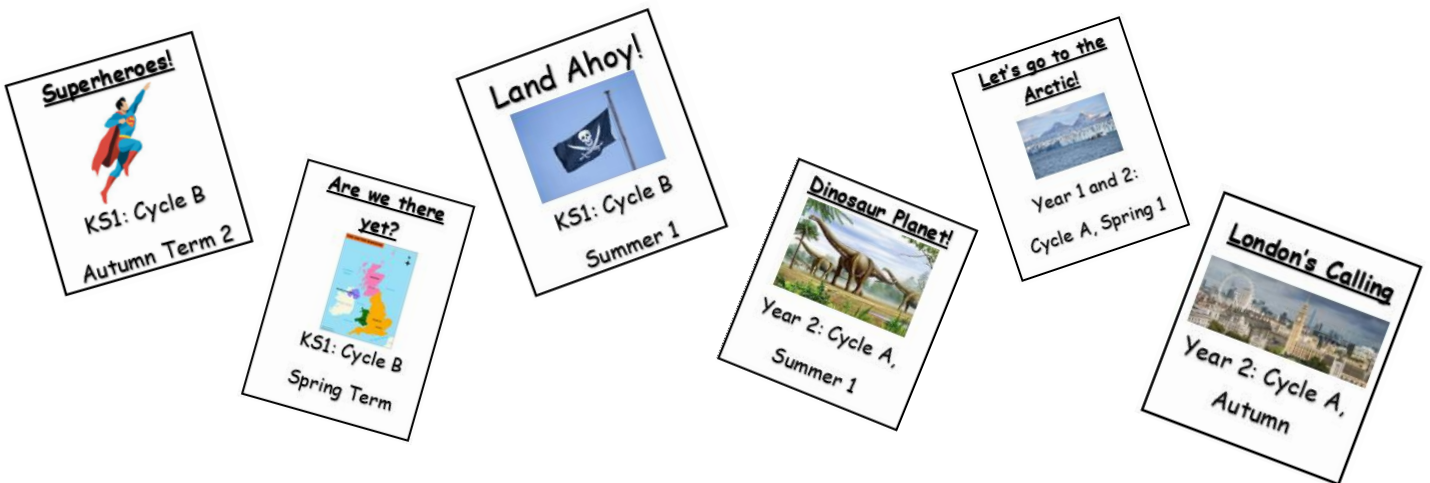 Superheroes!
KS1: Cycle B
Autumn Term 2
Are we there
yet?
KS1: Cycle B
Spring Term
Land Ahoy!
KS1: Cycle B
Summer 1
Dinosaur Planet!
Year 2: Cycle A,
Summer 1
Let's go to the
Arctic!
Year 1 and 2:
Cycle A, Spring 1
London's Calling
Year 2: Cycle A,
Autumn